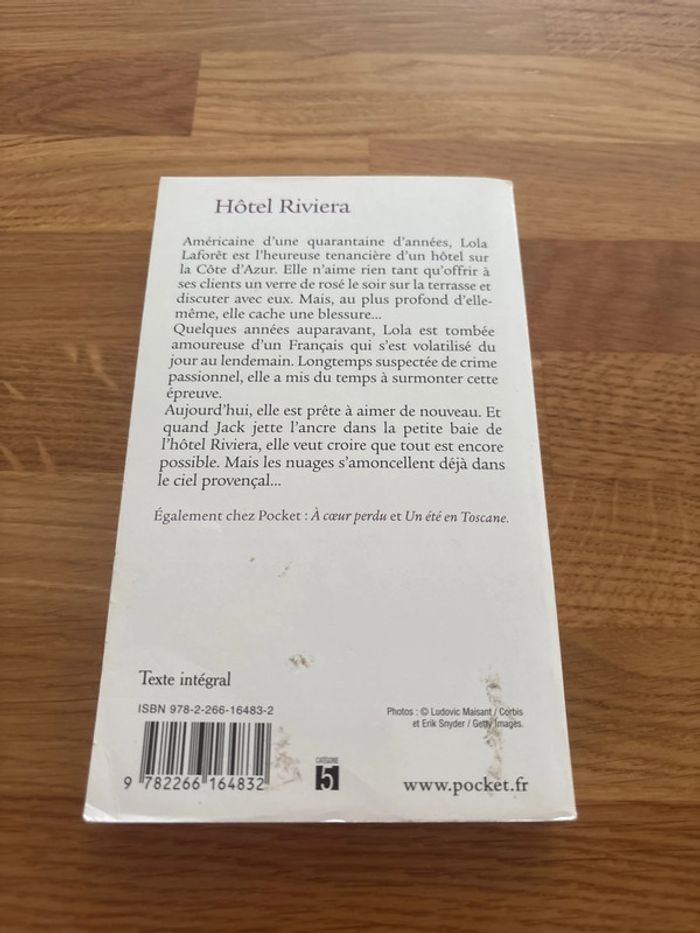 Hôtel Riviera
Américaine d'une quarantaine d'années, Lola
Laforêt est l'heureuse tenancière d'un hôtel sur
la Côte d'Azur. Elle n'aime rien tant qu'offrir à
ses clients un verre de rosé le soir sur la terrasse et
discuter avec eux. Mais, au plus profond d'elle-
même, elle cache une blessure...
Quelques années auparavant, Lola est tombée
amoureuse d'un Français qui s'est volatilisé du
jour au lendemain. Longtemps suspectée de crime
passionnel, elle a mis du temps à surmonter cette
épreuve.
Aujourd'hui, elle est prête à aimer de nouveau. Et
quand Jack jette l'ancre dans la petite baie de
l'hôtel Riviera, elle veut croire que tout est encore
possible. Mais les nuages s'amoncellent déjà dans
le ciel provençal...
Également chez Pocket : À cœur perdu et Un été en Toscane.
Texte intégral
ISBN 978-2-266-16483-2
Photos : © Ludovic Maisant / Corbis
et Erik Snyder / Getty Images.
9 782266 164832
CATÉGORIE
5
www.pocket.fr